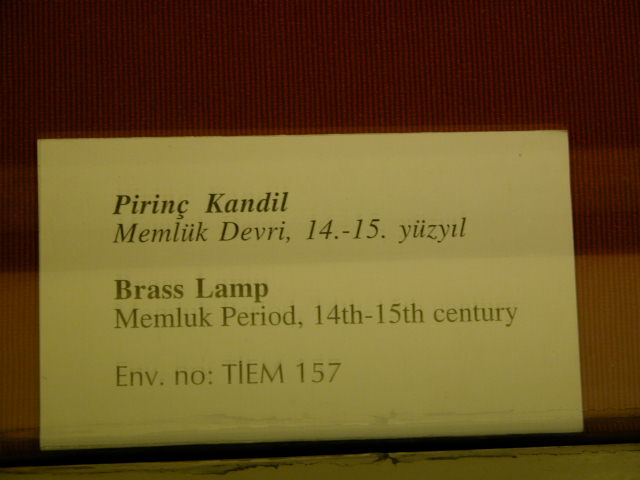 Pirinç Kandil
Memlük Devri, 14.-15. yüzyıl
Brass Lamp
Memluk Period, 14th-15th century
Env. no: TİEM 157